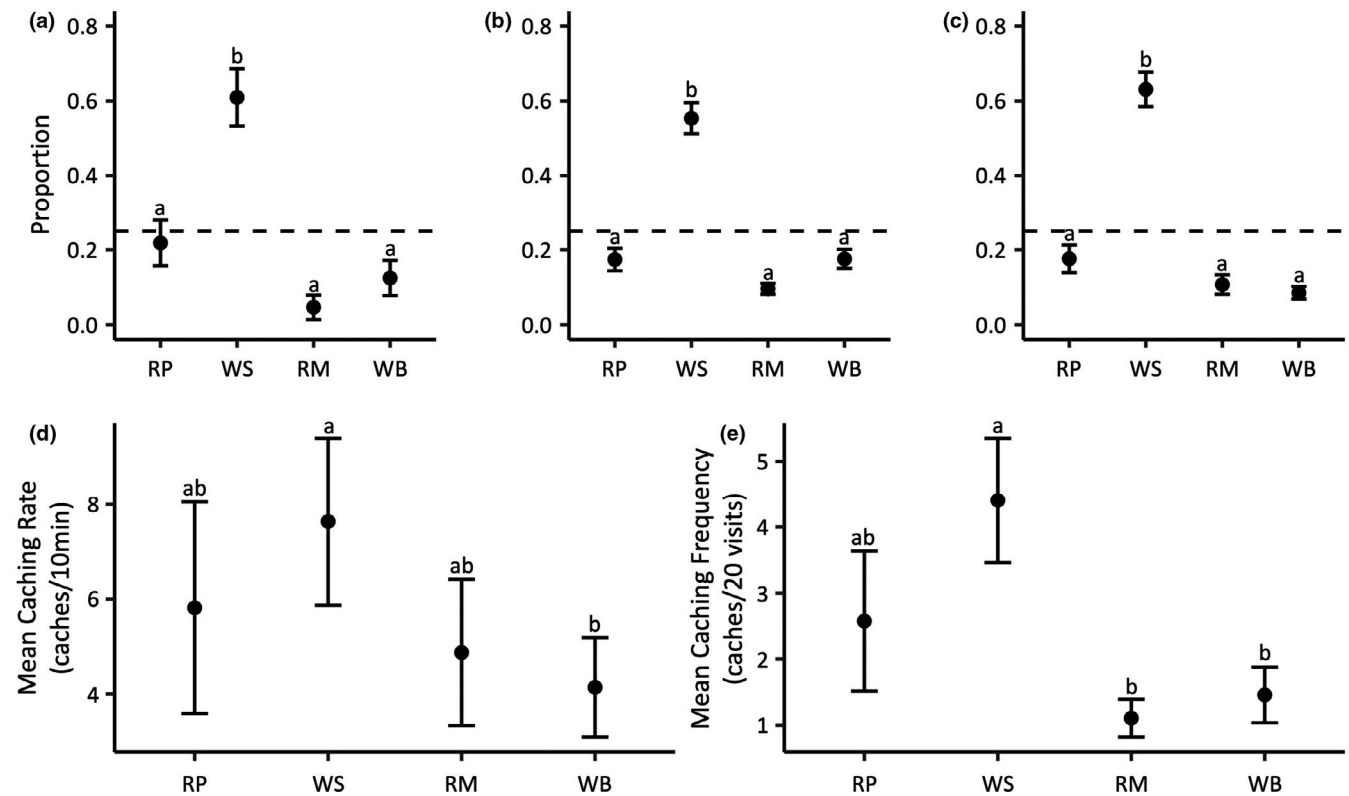 (a)
Proportion
0.8
0.6
0.4
0.2
0.0
a
b
a
a
RP WS RM WB
(b)
0.8
0.6
0.4
0.2
0.0
a
b
a
a
RP WS RM WB
(c)
0.8
0.6
0.4
0.2
0.0
a
b
a
a
RP WS RM WB
(d)
Mean Caching Rate
(caches/10min)
8
6
4
ab
a
ab
b
RP WS RM WB
(e)
Mean Caching Frequency
(caches/20 visits)
5
4
3
2
1
ab
a
b
b
RP WS RM WB